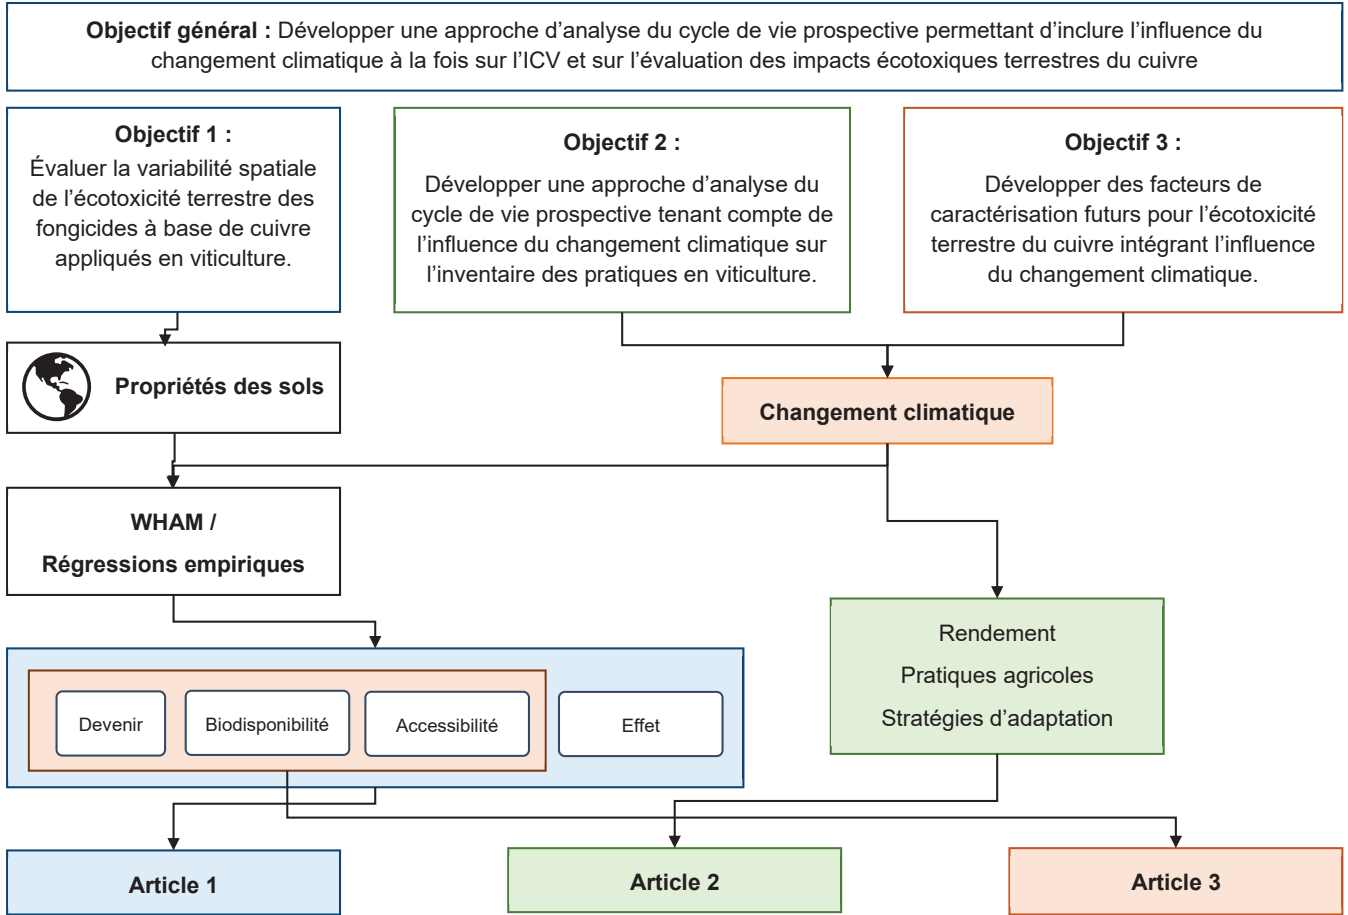 Objectif général : Développer une approche d’analyse du cycle de vie prospective permettant d’inclure l’influence du
changement climatique à la fois sur l’ICV et sur l’évaluation des impacts écotoxiques terrestres du cuivre
Objectif 1 :
Évaluer la variabilité spatiale
de l’écotoxicité terrestre des
fongicides à base de cuivre
appliqués en viticulture.
Objectif 2 :
Développer une approche d’analyse du
cycle de vie prospective tenant compte de
l’influence du changement climatique sur
l’inventaire des pratiques en viticulture.
Objectif 3 :
Développer des facteurs de
caractérisation futurs pour l’écotoxicité
terrestre du cuivre intégrant l’influence
du changement climatique.
Propriétés des sols
Changement climatique
WHAM /
Régressions empiriques
Rendement
Pratiques agricoles
Stratégies d’adaptation
Devenir
Biodisponibilité
Accessibilité
Effet
Article 1
Article 2
Article 3